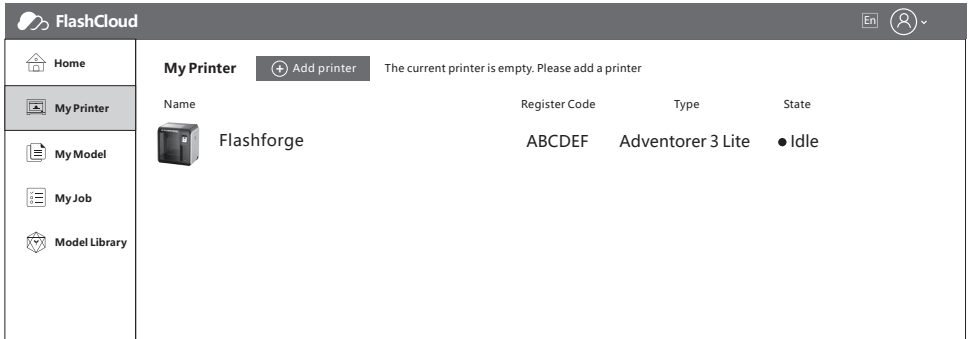 FlashCloud En
Home
My Printer
My Model
My Job
Model Library
My Printer Add printer The current printer is empty. Please add a printer
Name Register Code Type State
Flashforge ABCDEF Adventorer 3 Lite Idle